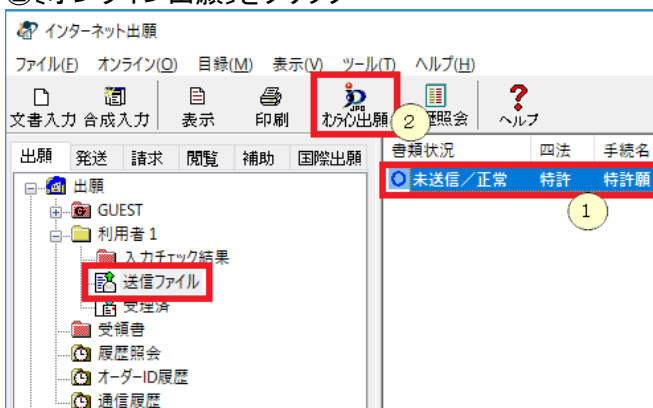 インターネット出願
ファイル(F) オンライン(O) 目録(M) 表示(V) ツール(T) ヘルプ(H)
文書入力 合成入力 表示 印刷 オンライン出願 照会 ヘルプ
2
出願 発送 請求 閲覧 補助 国際出願
書類状況 四法 手続名
未送信/正常 特許 特許願
1
出願
GUEST
利用者1
入力チェック結果
送信ファイル
受理済
受領書
履歴照会
オーダーID履歴
通信履歴